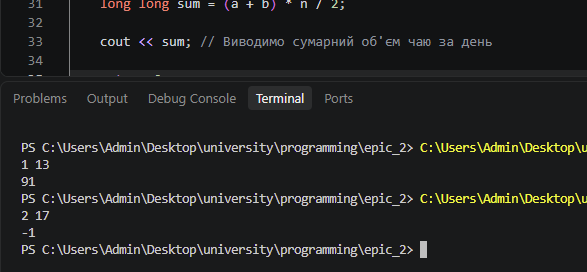 31 long long sum = (a + b) * n / 2;
32
33 cout << sum; // Виводимо сумарний об'єм чаю за день
34
Problems Output Debug Console Terminal Ports
PS C:\Users\Admin\Desktop\university\programming\epic_2> C:\Users\Admin\Desktop\u
1 13
91
PS C:\Users\Admin\Desktop\university\programming\epic_2> C:\Users\Admin\Desktop\u
2 17
-1
PS C:\Users\Admin\Desktop\university\programming\epic_2>